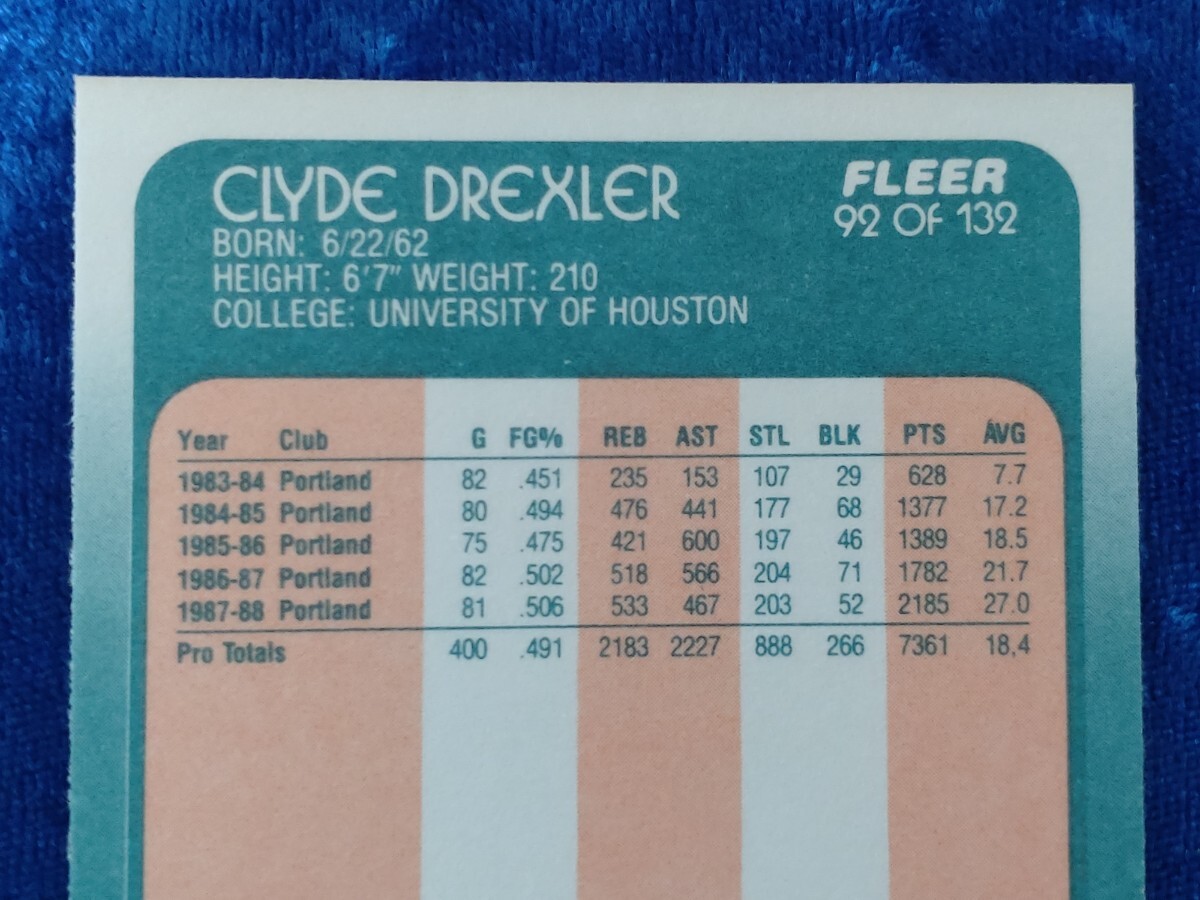 CLYDE DREXLER
FLEER
92 OF 132
BORN: 6/22/62
HEIGHT: 6'7" WEIGHT: 210
COLLEGE: UNIVERSITY OF HOUSTON
Year Club G FG% REB AST STL BLK PTS AVG
1983-84 Portland 82 .451 235 153 107 29 628 7.7
1984-85 Portland 80 .494 476 441 177 68 1377 17.2
1985-86 Portland 75 .475 421 600 197 46 1389 18.5
1986-87 Portland 82 .502 518 566 204 71 1782 21.7
1987-88 Portland 81 .506 533 467 203 52 2185 27.0
Pro Totals 400 .491 2183 2227 888 266 7361 18,4